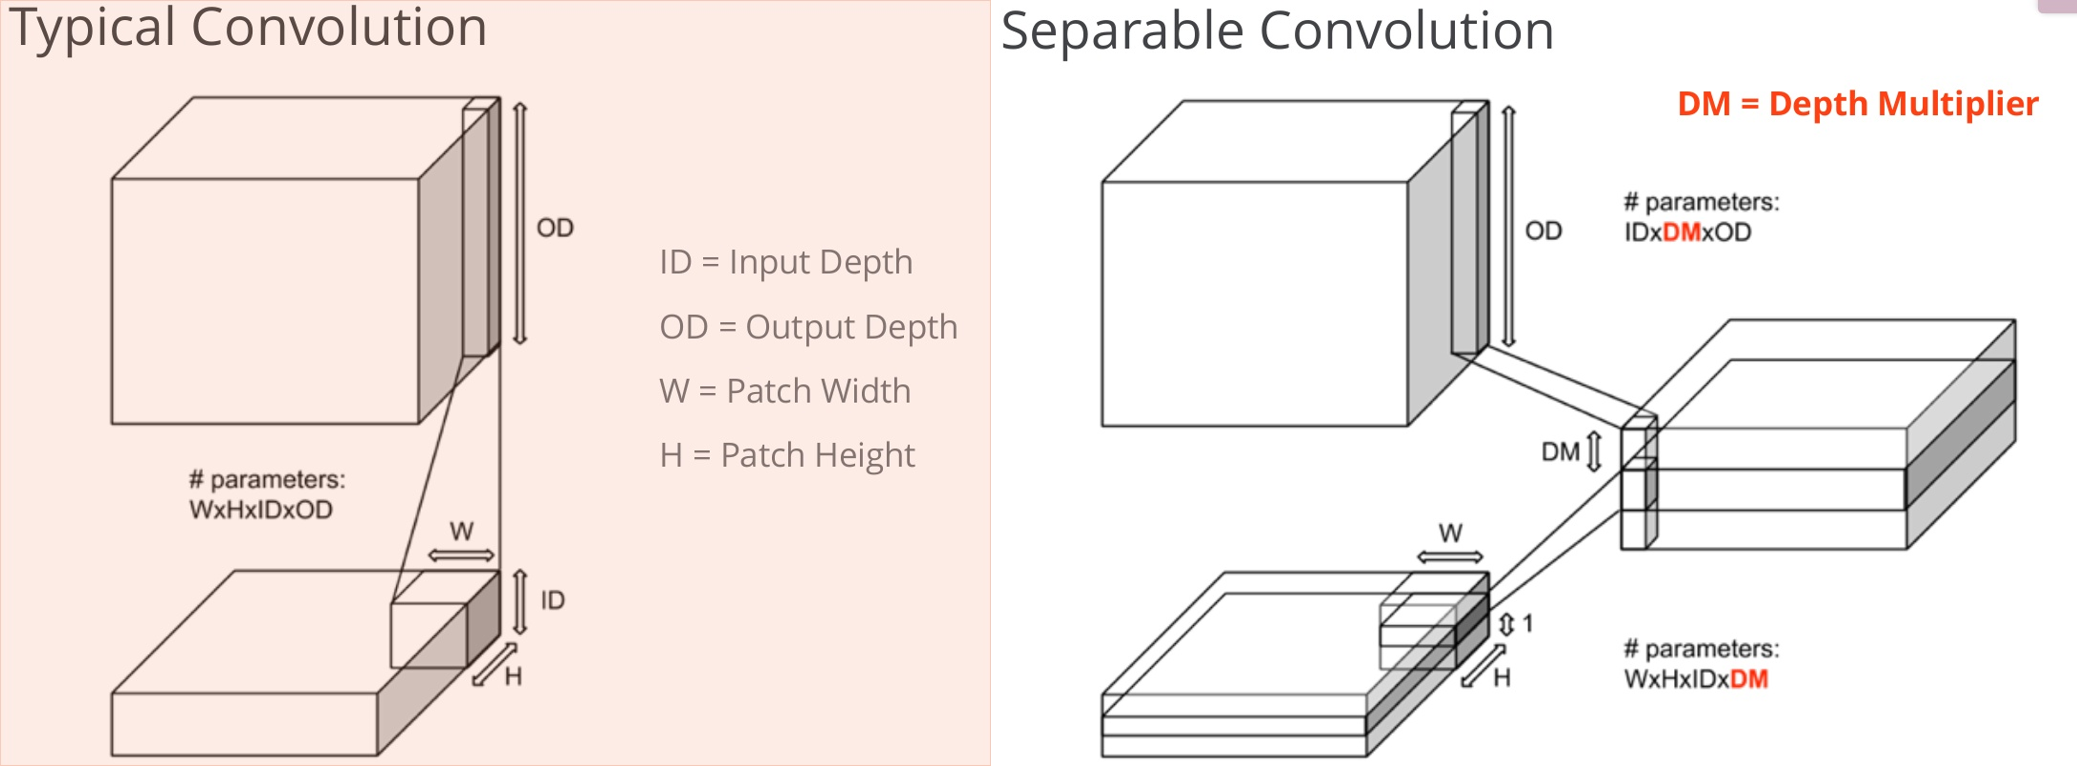 Typical Convolution
OD
ID = Input Depth
OD = Output Depth
W = Patch Width
H = Patch Height
# parameters:
WxHxIDxOD
W
ID
H
Separable Convolution
DM = Depth Multiplier
OD
# parameters:
IDxDMxOD
DM
W
1
H
# parameters:
WxHxIDxDM